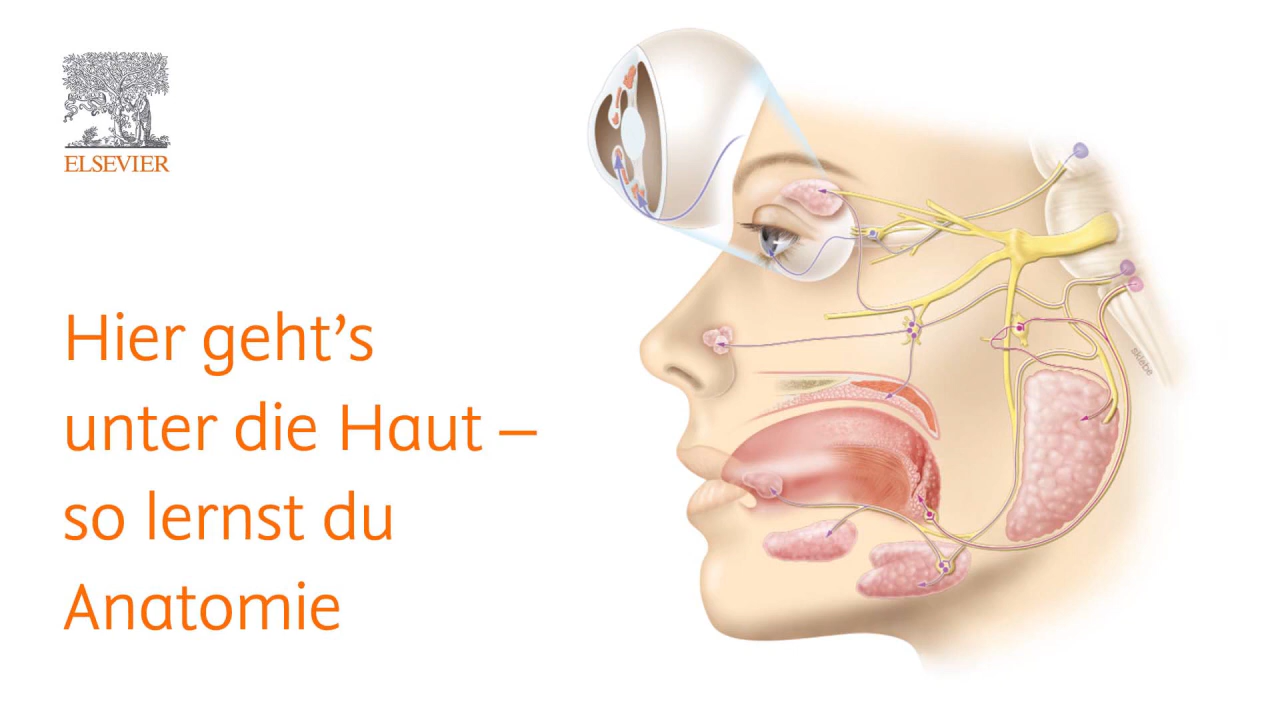 ELSEVIER
Hier geht’s
unter die Haut –
so lernst du
Anatomie